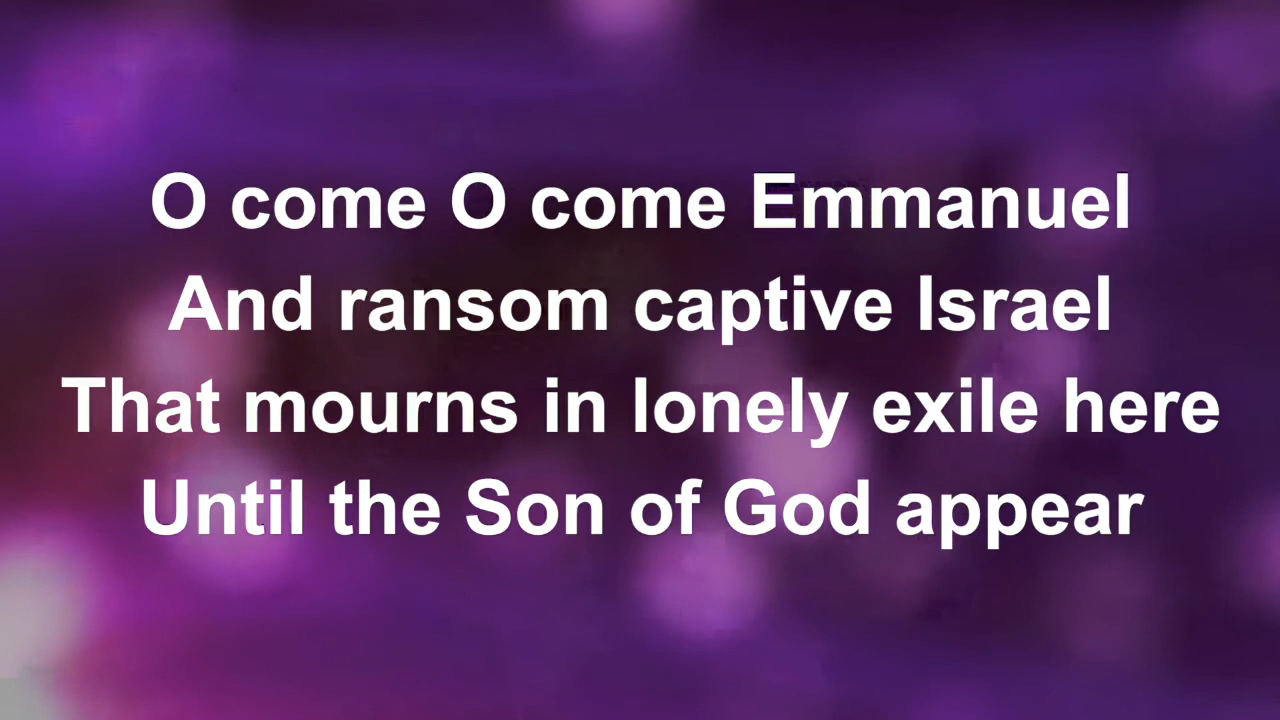 O come O come Emmanuel
And ransom captive Israel
That mourns in lonely exile here
Until the Son of God appear